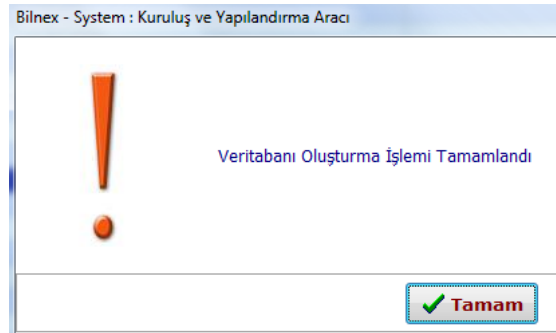 Bilnex - System : Kuruluş ve Yapılandırma Aracı
Veritabanı Oluşturma İşlemi Tamamlandı
Tamam